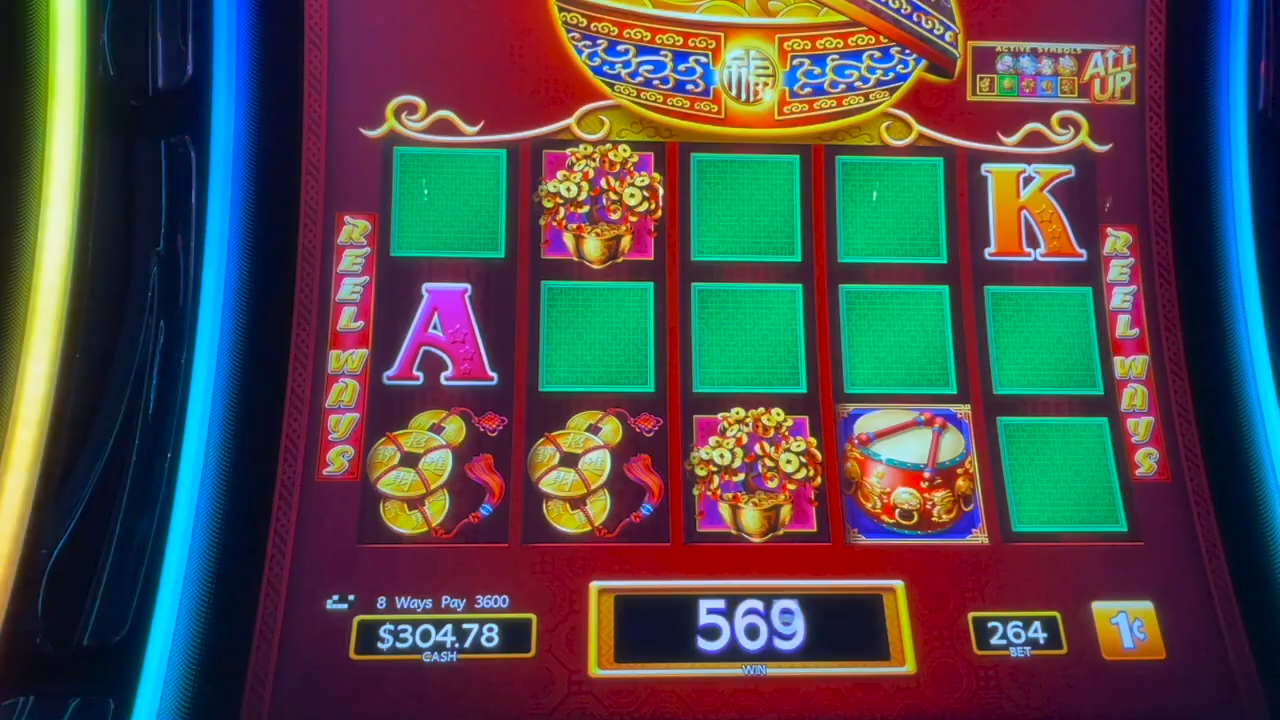 ACTIVE SYMBOLS
ALL UP
K
REEL WAYS
REEL WAYS
A
8 Ways Pay 3600
$304.78
CASH
569
WIN
264
BET
1¢